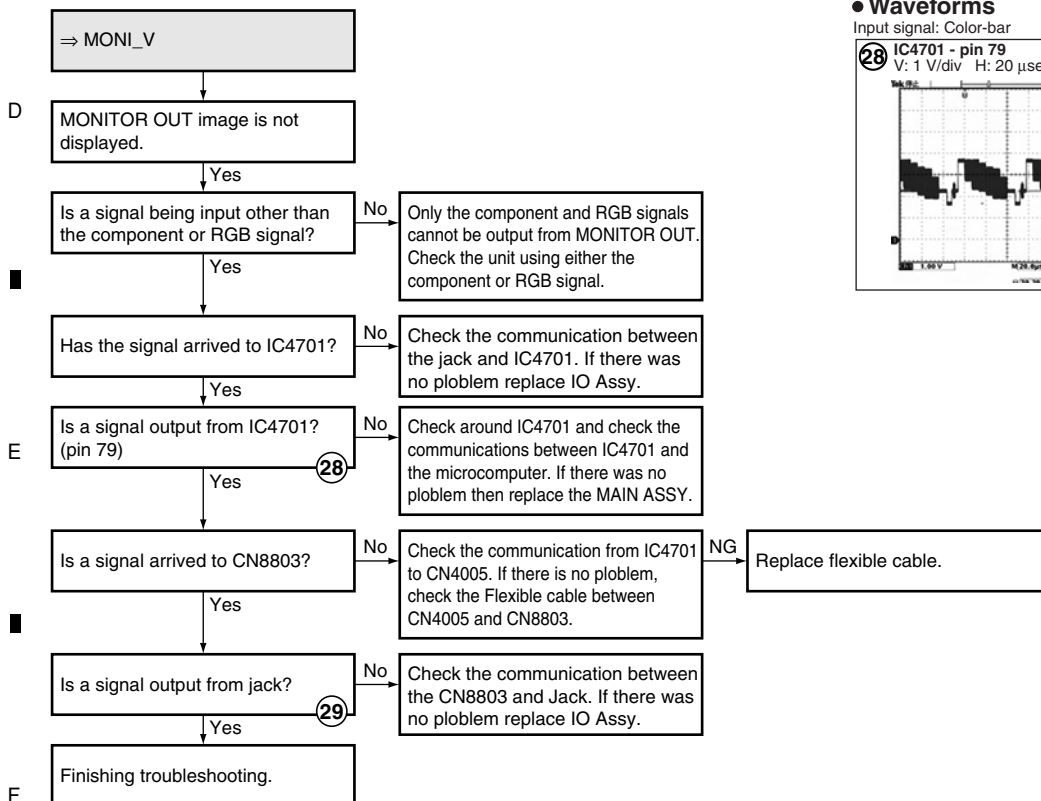 ⇒ MONI_V
D
MONITOR OUT image is not
displayed.
Yes
Is a signal being input other than
the component or RGB signal?
No
Only the component and RGB signals
cannot be output from MONITOR OUT.
Check the unit using either the
component or RGB signal.
Yes
Has the signal arrived to IC4701?
No
Check the communication between
the jack and IC4701. If there was
no ploblem replace IO Assy.
Yes
E
Is a signal output from IC4701?
(pin 79)
28
No
Check around IC4701 and check the
communications between IC4701 and
the microcomputer. If there was no
ploblem then replace the MAIN ASSY.
Yes
Is a signal arrived to CN8803?
No
Check the communication from IC4701
to CN4005. If there is no ploblem,
check the Flexible cable between
CN4005 and CN8803.
NG
Replace flexible cable.
Yes
Is a signal output from jack?
29
No
Check the communication between
the CN8803 and Jack. If there was
no ploblem replace IO Assy.
Yes
Finishing troubleshooting.
F
● Waveforms
Input signal: Color-bar
28 IC4701 - pin 79
V: 1 V/div H: 20 µse
Tek
1.00 V